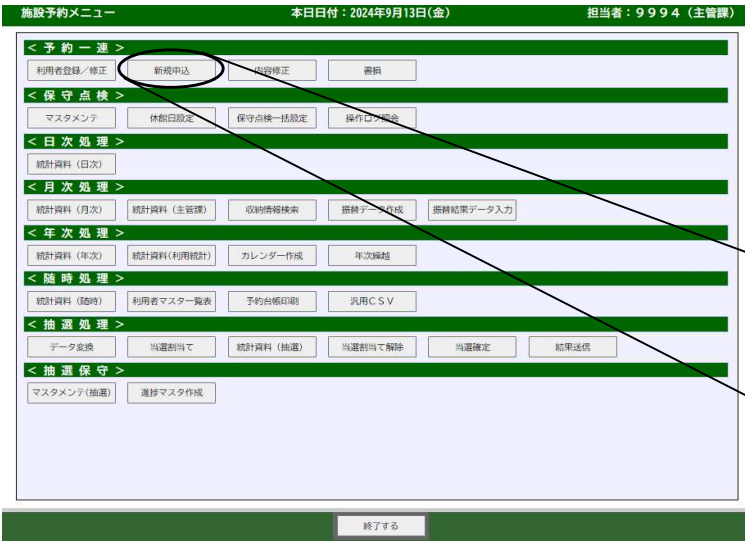 施設予約メニュー 本日日付：2024年9月13日(金) 担当者：９９９４（主管課）
＜予約一連＞
利用者登録／修正 新規申込 内容修正 書損
＜保守点検＞
マスタメンテ 休館日設定 保守点検一括設定 操作ログ照会
＜日次処理＞
統計資料（日次）
＜月次処理＞
統計資料（月次） 統計資料（主管課） 収納情報検索 振替データ作成 振替結果データ入力
＜年次処理＞
統計資料（年次） 統計資料(利用統計) カレンダー作成 年次繰越
＜随時処理＞
統計資料（随時） 利用者マスタ一覧表 予約台帳印刷 汎用ＣＳＶ
＜抽選処理＞
データ変換 当選割当て 統計資料（抽選） 当選割当て解除 当選確定 結果送信
＜抽選保守＞
マスタメンテ(抽選) 進捗マスタ作成
終了する